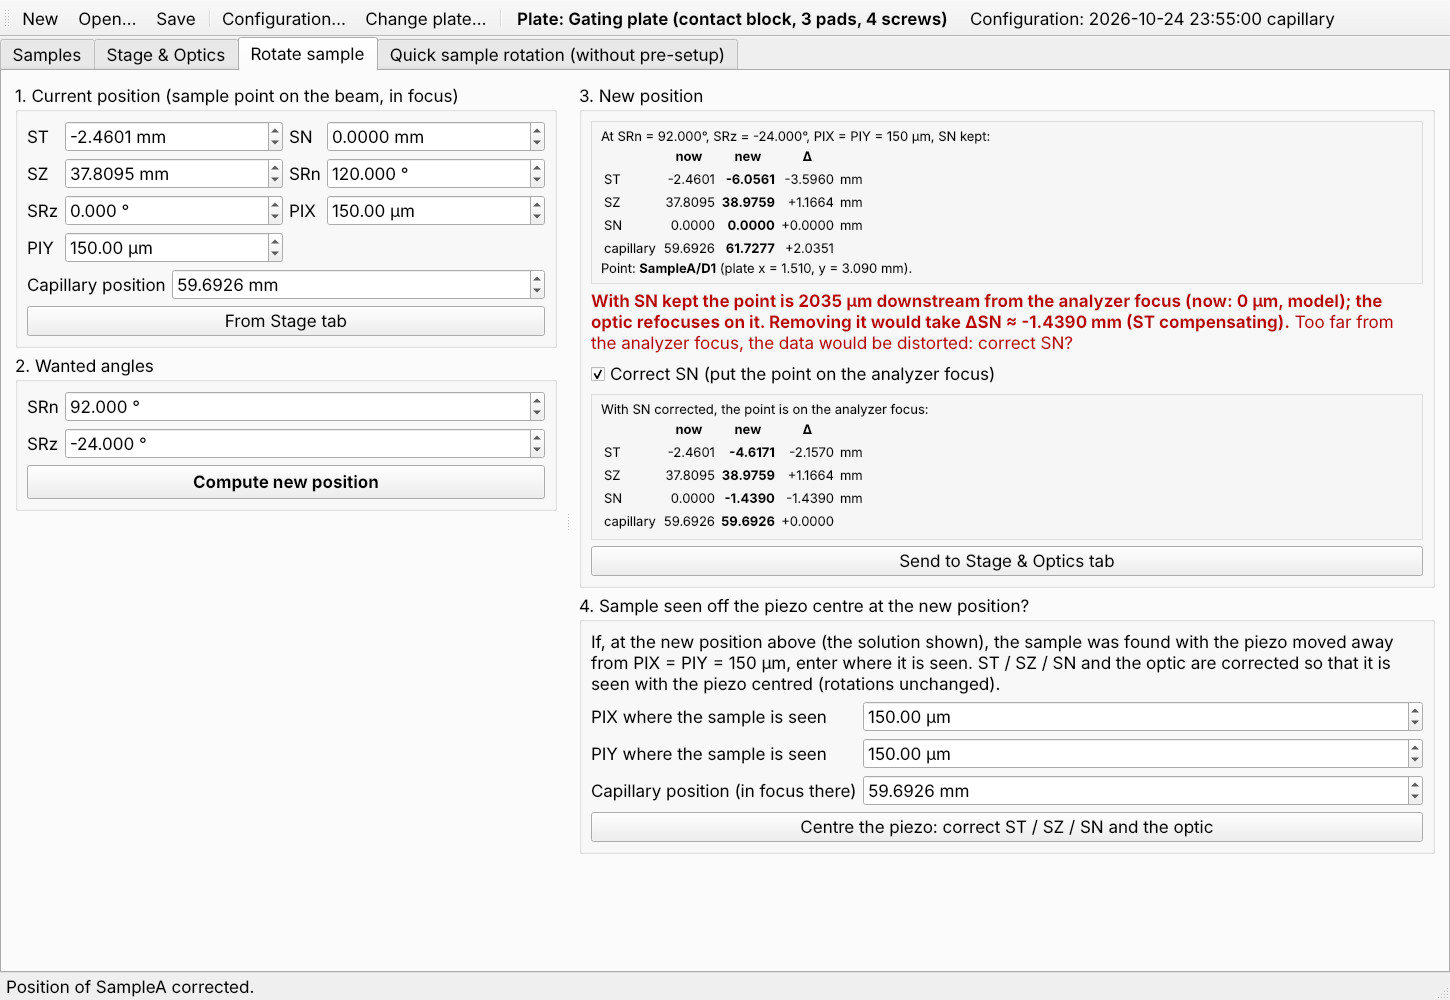 New Open... Save Configuration... Change plate... Plate: Gating plate (contact block, 3 pads, 4 screws) Configuration: 2026-10-24 23:55:00 capillary
Samples Stage & Optics Rotate sample Quick sample rotation (without pre-setup)
1. Current position (sample point on the beam, in focus)
ST -2.4601 mm SN 0.0000 mm
SZ 37.8095 mm SRn 120.000 °
SRz 0.000 ° PIX 150.00 µm
PIY 150.00 µm
Capillary position 59.6926 mm
From Stage tab
2. Wanted angles
SRn 92.000 °
SRz -24.000 °
Compute new position
3. New position
At SRn = 92.000°, SRz = -24.000°, PIX = PIY = 150 µm, SN kept:
now new Δ
ST -2.4601 -6.0561 -3.5960 mm
SZ 37.8095 38.9759 +1.1664 mm
SN 0.0000 0.0000 +0.0000 mm
capillary 59.6926 61.7277 +2.0351
Point: SampleA/D1 (plate x = 1.510, y = 3.090 mm).
With SN kept the point is 2035 µm downstream from the analyzer focus (now: 0 µm, model); the
optic refocuses on it. Removing it would take ΔSN ≈ -1.4390 mm (ST compensating). Too far from
the analyzer focus, the data would be distorted: correct SN?
Correct SN (put the point on the analyzer focus)
With SN corrected, the point is on the analyzer focus:
now new Δ
ST -2.4601 -4.6171 -2.1570 mm
SZ 37.8095 38.9759 +1.1664 mm
SN 0.0000 -1.4390 -1.4390 mm
capillary 59.6926 59.6926 +0.0000
Send to Stage & Optics tab
4. Sample seen off the piezo centre at the new position?
If, at the new position above (the solution shown), the sample was found with the piezo moved away
from PIX = PIY = 150 µm, enter where it is seen. ST / SZ / SN and the optic are corrected so that it is
seen with the piezo centred (rotations unchanged).
PIX where the sample is seen 150.00 µm
PIY where the sample is seen 150.00 µm
Capillary position (in focus there) 59.6926 mm
Centre the piezo: correct ST / SZ / SN and the optic
Position of SampleA corrected.